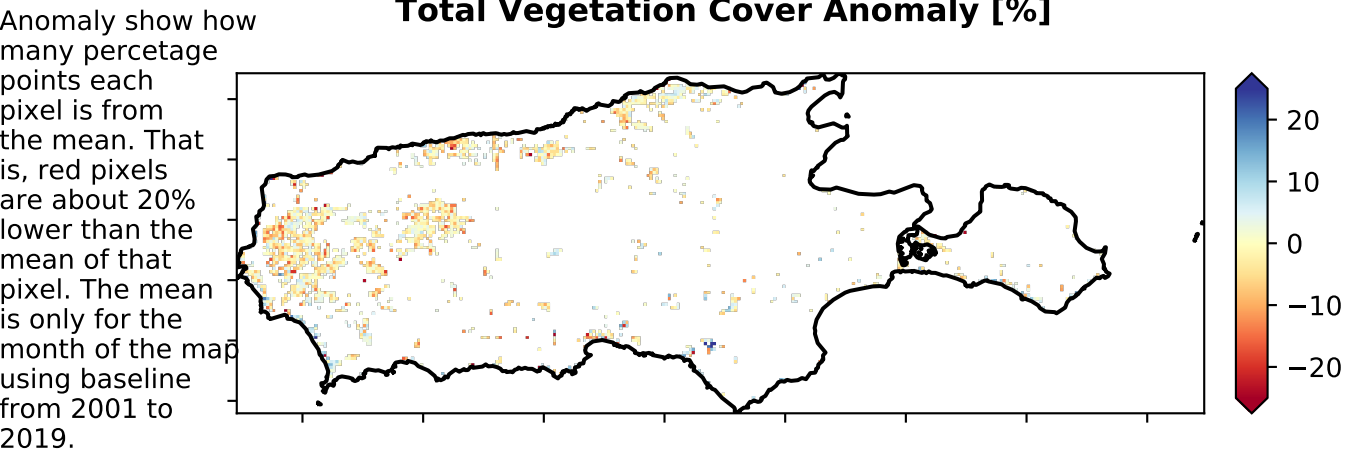 Total Vegetation Cover Anomaly [%]
Anomaly show how
many percetage
points each
pixel is from
the mean. That
is, red pixels
are about 20%
lower than the
mean of that
pixel. The mean
is only for the
month of the map
using baseline
from 2001 to
2019.
20
10
0
−10
−20